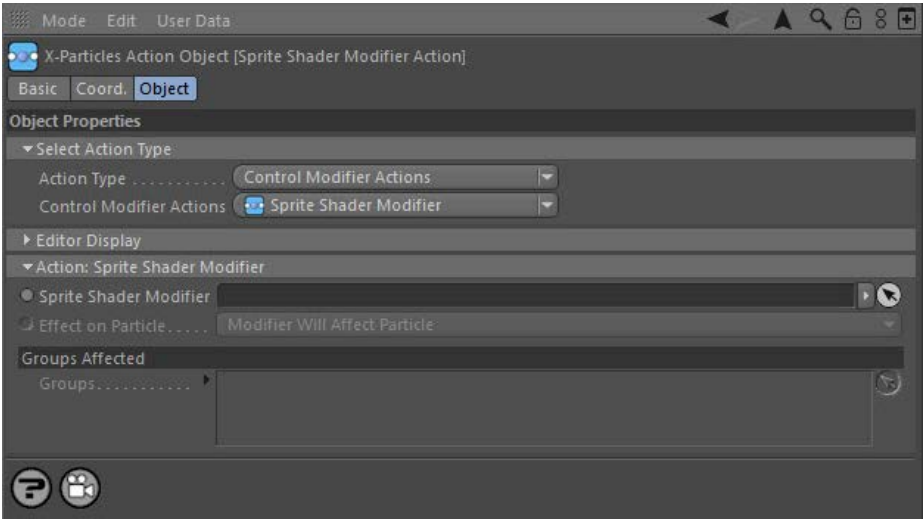 Mode Edit User Data
X-Particles Action Object [Sprite Shader Modifier Action]
Basic Coord. Object
Object Properties
Select Action Type
Action Type . . . . . . . . . . . Control Modifier Actions
Control Modifier Actions Sprite Shader Modifier
Editor Display
Action: Sprite Shader Modifier
Sprite Shader Modifier
Effect on Particle. . . . . Modifier Will Affect Particle
Groups Affected
Groups. . . . . . . . . . .